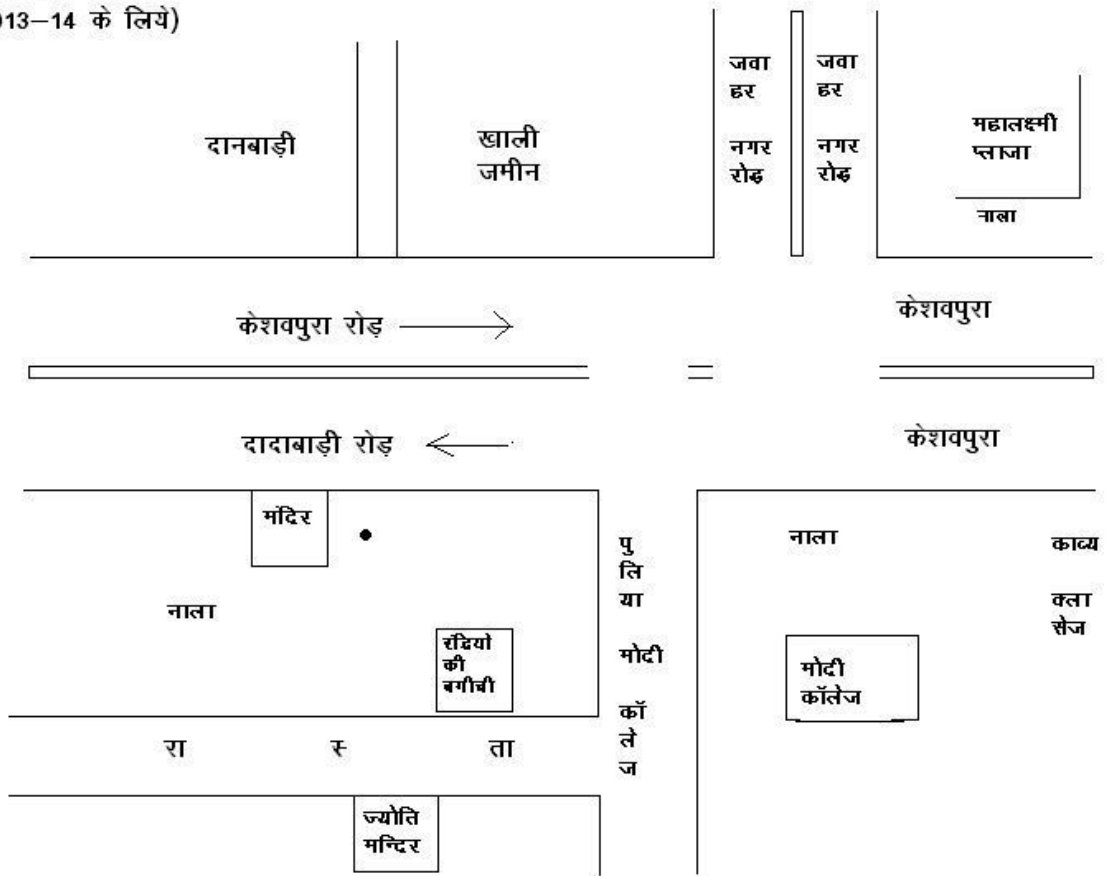 013–14 के लिये)
दानबाड़ी
खाली
जमीन
जवा
हर
नगर
रोड़
जवा
हर
नगर
रोड़
महालक्ष्मी
प्लाजा
नाला
केशवपुरा रोड़
केशवपुरा
दादाबाड़ी रोड़
केशवपुरा
मंदिर
नाला
रंडियो
की
बगीची
पु
लि
या
मोदी
कॉ
ले
ज
नाला
मोदी
कॉलेज
काव्य
क्ला
सेज
रा स्‍ ता
ज्योति
मन्दिर